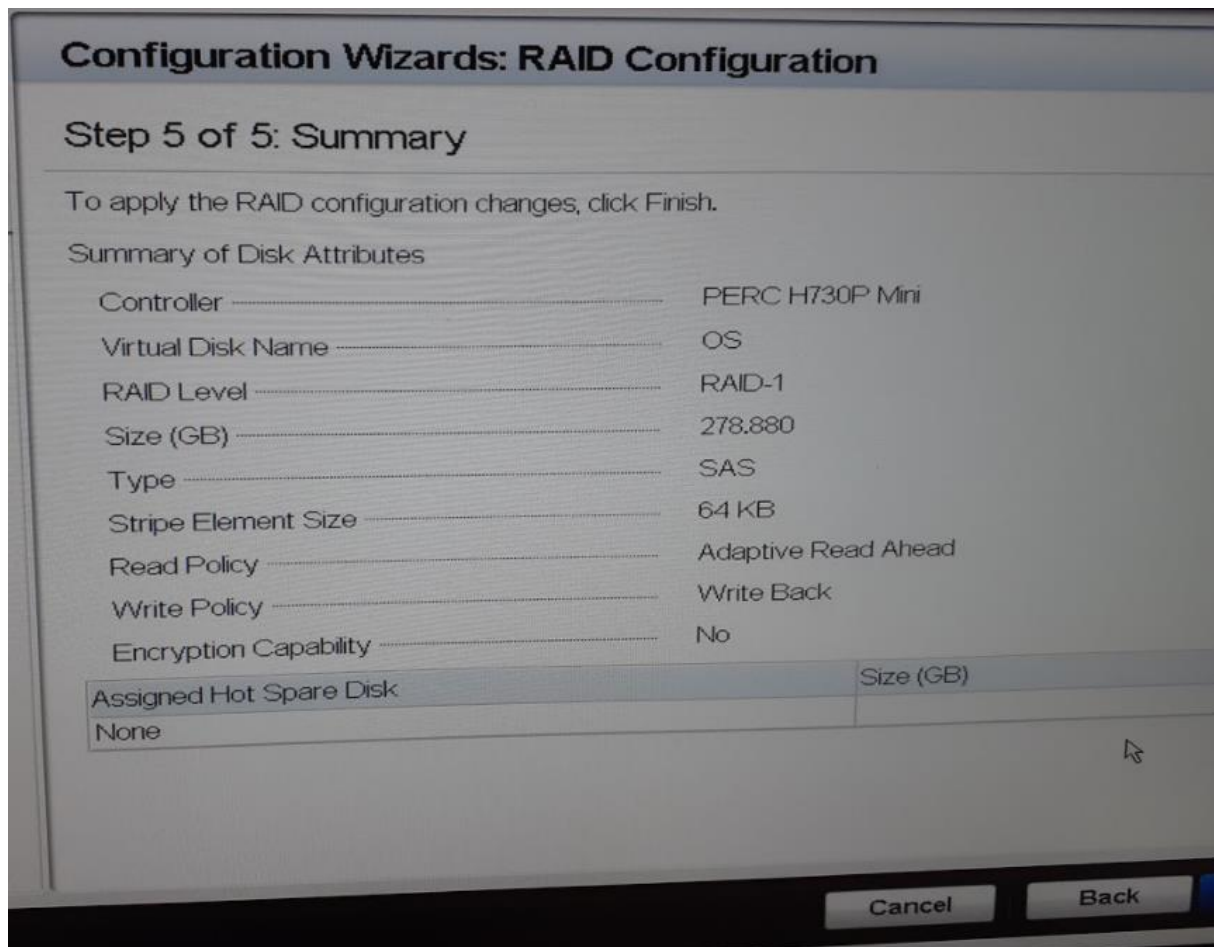 Configuration Wizards: RAID Configuration
Step 5 of 5: Summary
To apply the RAID configuration changes, click Finish.
Summary of Disk Attributes
Controller PERC H730P Mini
Virtual Disk Name OS
RAID Level RAID-1
Size (GB) 278.880
Type SAS
Stripe Element Size 64 KB
Read Policy Adaptive Read Ahead
Write Policy Write Back
Encryption Capability No
Assigned Hot Spare Disk Size (GB)
None
Cancel Back